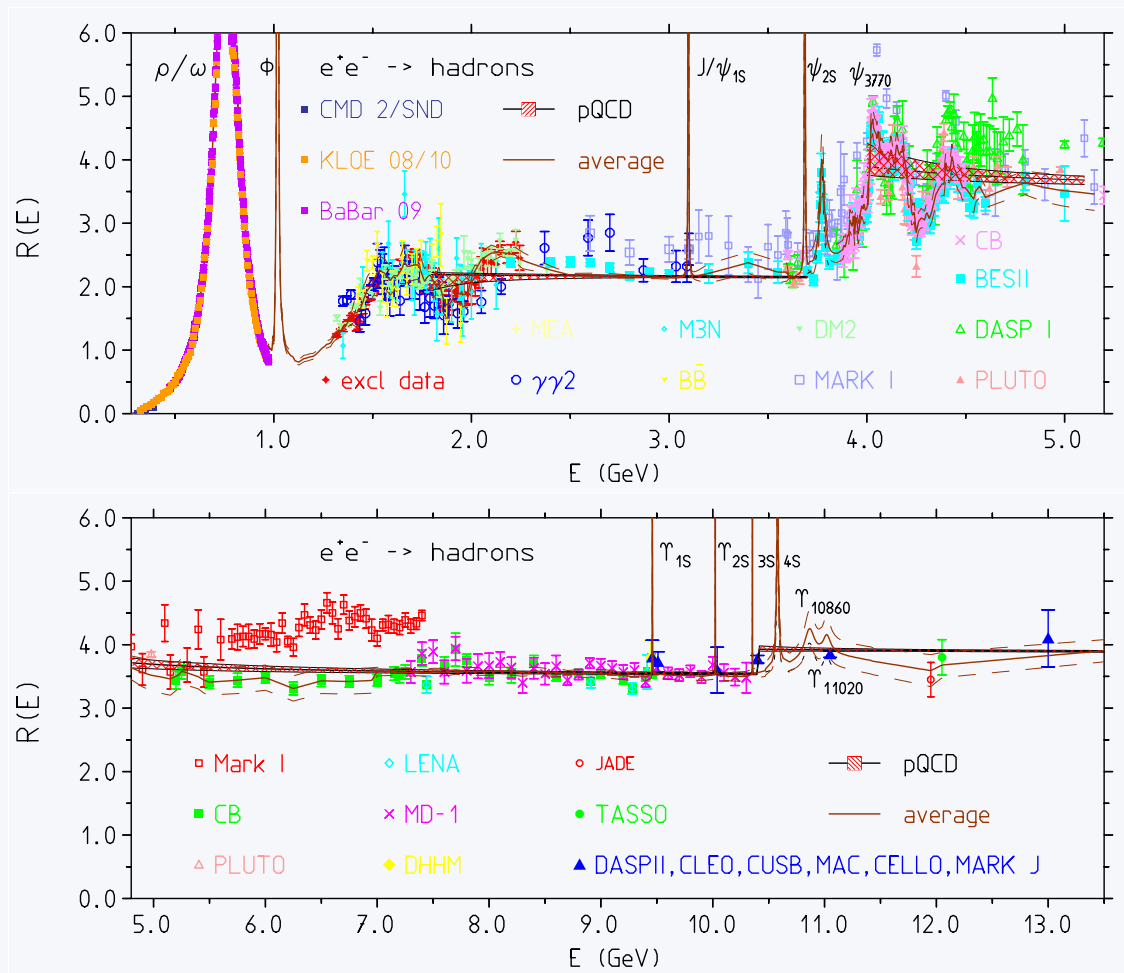 6.0
5.0
4.0
3.0
2.0
1.0
0.0
R(E)
ρ/ω Φ e⁺e⁻ -> hadrons J/ψ1S ψ2S ψ3770
CMD 2/SND pQCD
KLOE 08/10 average
BaBar 09
CB
BESII
MEA M3N DM2 DASP I
excl data γγ2 BB̄ MARK I PLUTO
1.0 2.0 3.0 4.0 5.0
E (GeV)
6.0
5.0
4.0
3.0
2.0
1.0
0.0
R(E)
e⁺e⁻ -> hadrons ϒ1S ϒ2S 3S 4S
ϒ10860
ϒ11020
Mark I LENA JADE pQCD
CB MD-1 TASSO average
PLUTO DHHM DASPII,CLEO,CUSB,MAC,CELLO,MARK J
5.0 6.0 7.0 8.0 9.0 10.0 11.0 12.0 13.0
E (GeV)